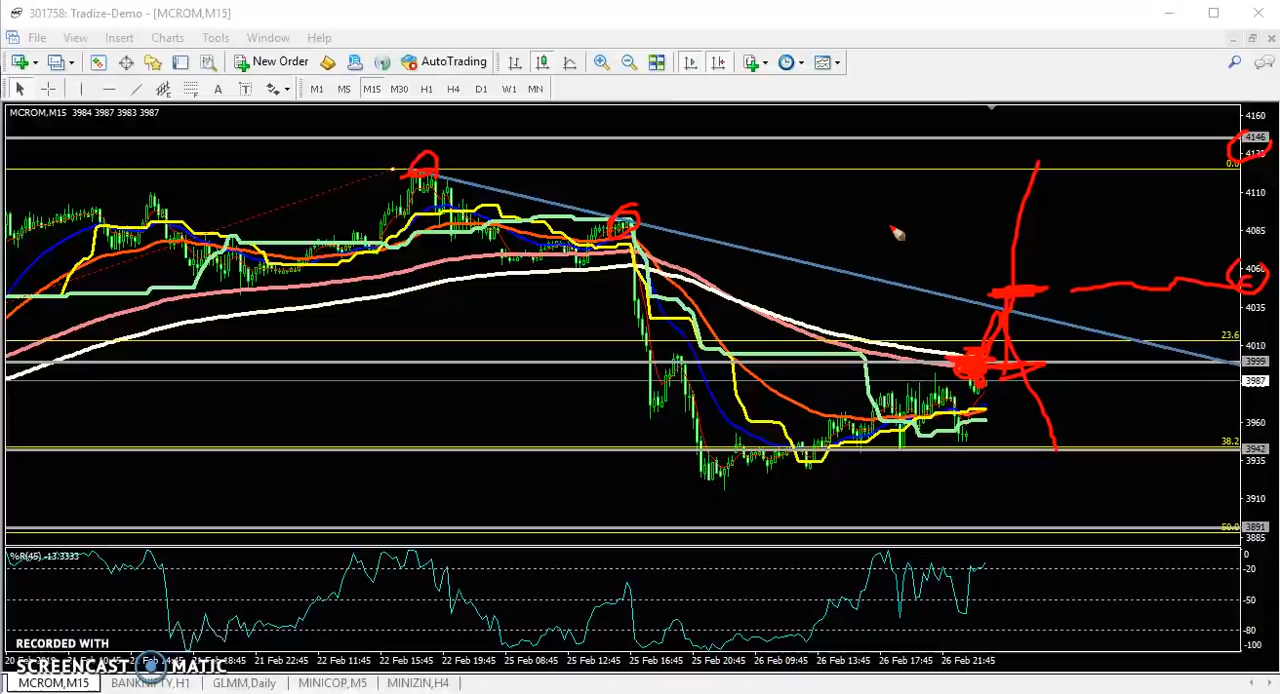 301758: Tradize-Demo - [MCROM,M15]
File View Insert Charts Tools Window Help
New Order AutoTrading
A T M1 M5 M15 M30 H1 H4 D1 W1 MN
MCROM,M15 3984 3987 3983 3987
4160
4146
4135
0.0
4110
4085
4060
4035
23.6
4010
3999
3987
3960
38.2
3942
3935
3910
50.0
3891
3885
%R(45) -13.3333
0
-20
-50
-80
-100
RECORDED WITH
SCREENCAST MATIC
21 Feb 22:45 22 Feb 11:45 22 Feb 15:45 22 Feb 19:45 25 Feb 08:45 25 Feb 12:45 25 Feb 16:45 25 Feb 20:45 26 Feb 09:45 26 Feb 13:45 26 Feb 17:45 26 Feb 21:45
MCROM,M15 BANKNIFTY,H1 GLMM,Daily MINICOP,M5 MINIZIN,H4